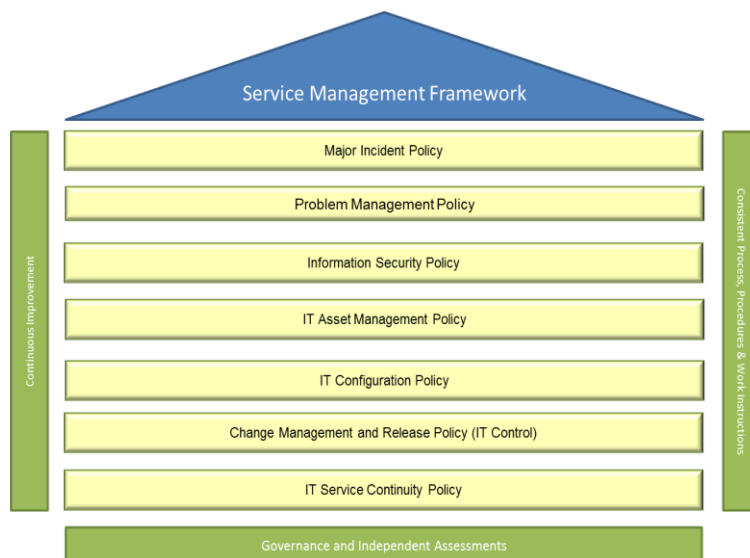 Service Management Framework
Continuous Improvement
Major Incident Policy
Problem Management Policy
Information Security Policy
IT Asset Management Policy
IT Configuration Policy
Change Management and Release Policy (IT Control)
IT Service Continuity Policy
Consistent Process, Procedures & Work Instructions
Governance and Independent Assessments